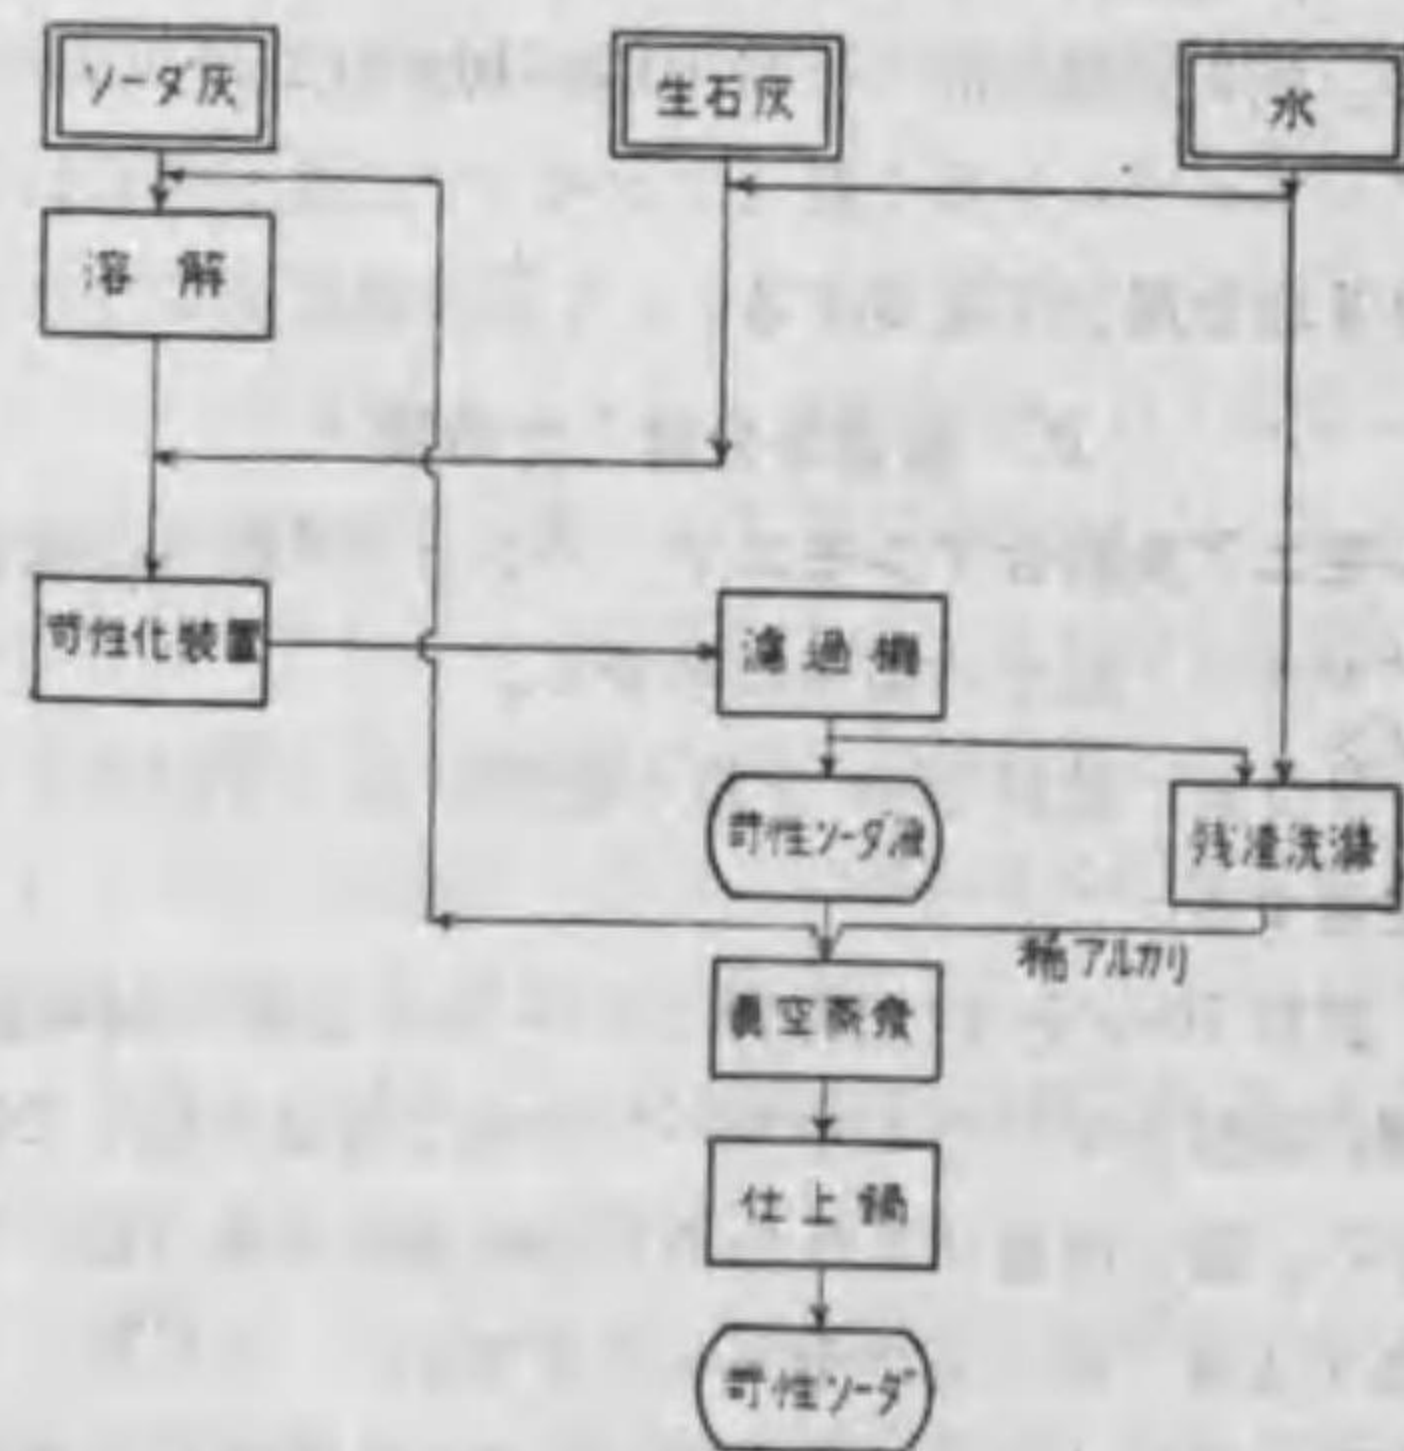 ソーダ灰
生石灰
水
溶解
苛性化装置
濾過機
苛性ソーダ液
残渣洗滌
稀アルカリ
真空蒸発
仕上鍋
苛性ソーダ